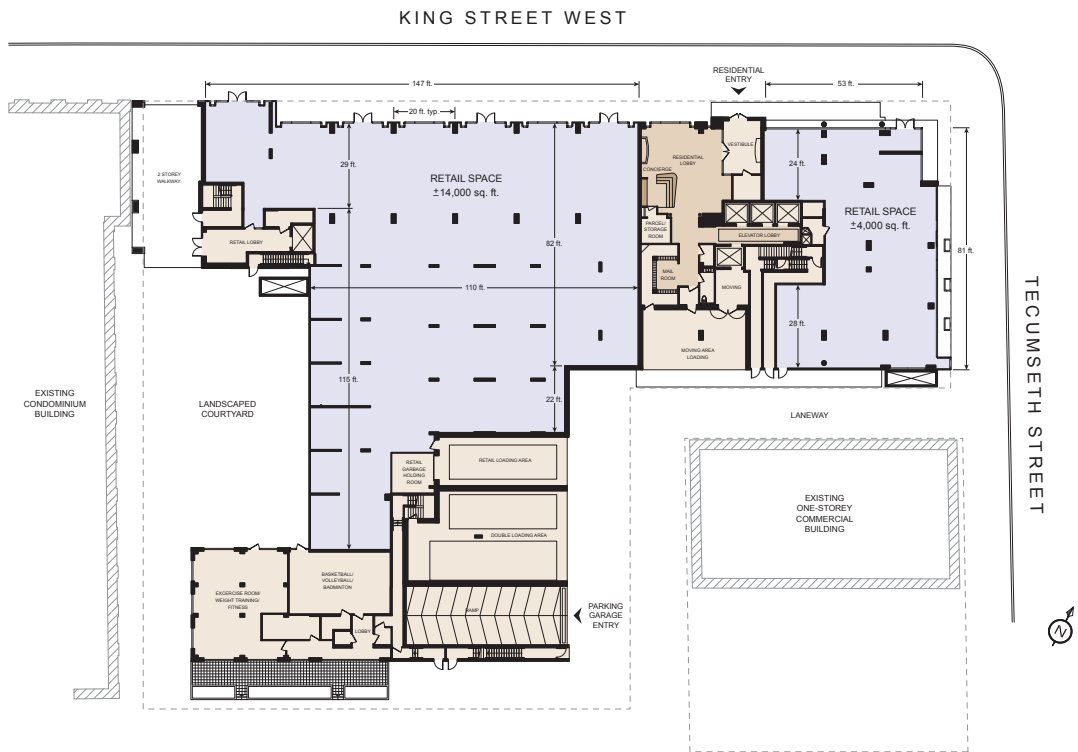 KING STREET WEST
147 ft.
RESIDENTIAL
ENTRY
53 ft.
20 ft. typ.
VESTIBULE
RESIDENTIAL
LOBBY
CONCIERGE
29 ft.
24 ft.
2 STOREY
WALKWAY
RETAIL SPACE
±14,000 sq. ft.
RETAIL SPACE
±4,000 sq. ft.
PARCEL/
STORAGE
ROOM
ELEVATOR LOBBY
RETAIL LOBBY
82 ft.
81 ft.
MAIL
ROOM
MOVING
110 ft.
28 ft.
MOVING AREA
LOADING
TECUMSETH STREET
115 ft.
22 ft.
EXISTING
CONDOMINIUM
BUILDING
LANDSCAPED
COURTYARD
LANEWAY
RETAIL
GARBAGE
HOLDING
ROOM
RETAIL LOADING AREA
EXISTING
ONE-STOREY
COMMERCIAL
BUILDING
DOUBLE LOADING AREA
BASKETBALL/
VOLLEYBALL/
BADMINTON
EXCERCISE ROOM/
WEIGHT TRAINING/
FITNESS
RAMP
PARKING
GARAGE
ENTRY
LOBBY
N